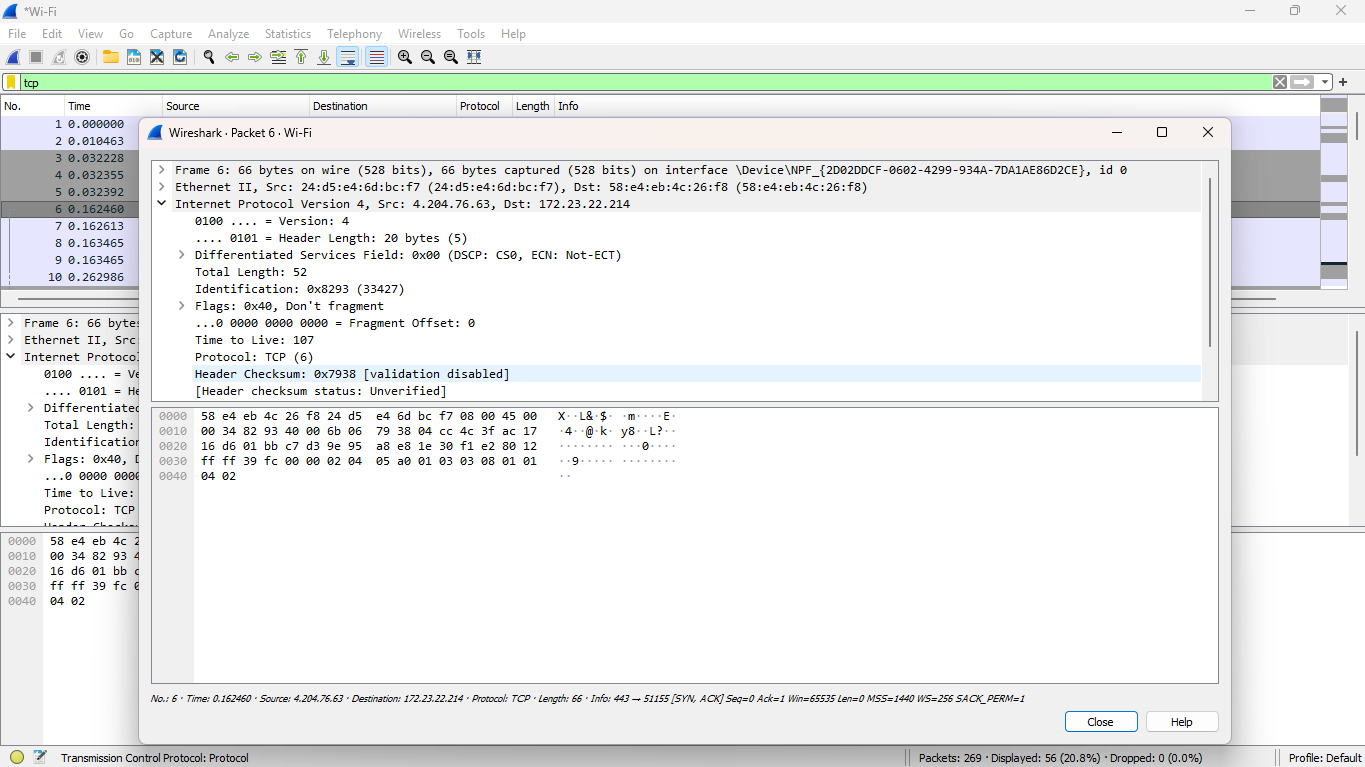 *Wi-Fi
File Edit View Go Capture Analyze Statistics Telephony Wireless Tools Help
tcp
No. Time Source Destination Protocol Length Info
1 0.000000
2 0.010463
3 0.032228
4 0.032355
5 0.032392
6 0.162460
7 0.162613
8 0.163465
9 0.163465
10 0.262986
Frame 6: 66 bytes
Ethernet II, Src:
Internet Protoco
0100 .... = Ve
.... 0101 = He
Differentiated
Total Length:
Identification
Flags: 0x40, D
...0 0000 0000
Time to Live:
Protocol: TCP
Header Checks
0000 58 e4 eb 4c 2
0010 00 34 82 93 4
0020 16 d6 01 bb c
0030 ff ff 39 fc 0
0040 04 02
Wireshark · Packet 6 · Wi-Fi
Frame 6: 66 bytes on wire (528 bits), 66 bytes captured (528 bits) on interface \Device\NPF_{2D02DDCF-0602-4299-934A-7DA1AE86D2CE}, id 0
Ethernet II, Src: 24:d5:e4:6d:bc:f7 (24:d5:e4:6d:bc:f7), Dst: 58:e4:eb:4c:26:f8 (58:e4:eb:4c:26:f8)
Internet Protocol Version 4, Src: 4.204.76.63, Dst: 172.23.22.214
0100 .... = Version: 4
.... 0101 = Header Length: 20 bytes (5)
Differentiated Services Field: 0x00 (DSCP: CS0, ECN: Not-ECT)
Total Length: 52
Identification: 0x8293 (33427)
Flags: 0x40, Don't fragment
...0 0000 0000 0000 = Fragment Offset: 0
Time to Live: 107
Protocol: TCP (6)
Header Checksum: 0x7938 [validation disabled]
[Header checksum status: Unverified]
0000 58 e4 eb 4c 26 f8 24 d5 e4 6d bc f7 08 00 45 00 X··L&·$· ·m····E·
0010 00 34 82 93 40 00 6b 06 79 38 04 cc 4c 3f ac 17 ·4··@·k· y8··L?··
0020 16 d6 01 bb c7 d3 9e 95 a8 e8 1e 30 f1 e2 80 12 ········ ···0····
0030 ff ff 39 fc 00 00 02 04 05 a0 01 03 03 08 01 01 ··9····· ········
0040 04 02 ··
No.: 6 · Time: 0.162460 · Source: 4.204.76.63 · Destination: 172.23.22.214 · Protocol: TCP · Length: 66 · Info: 443 → 51155 [SYN, ACK] Seq=0 Ack=1 Win=65535 Len=0 MSS=1440 WS=256 SACK_PERM=1
Close Help
Transmission Control Protocol: Protocol
Packets: 269 · Displayed: 56 (20.8%) · Dropped: 0 (0.0%)
Profile: Default